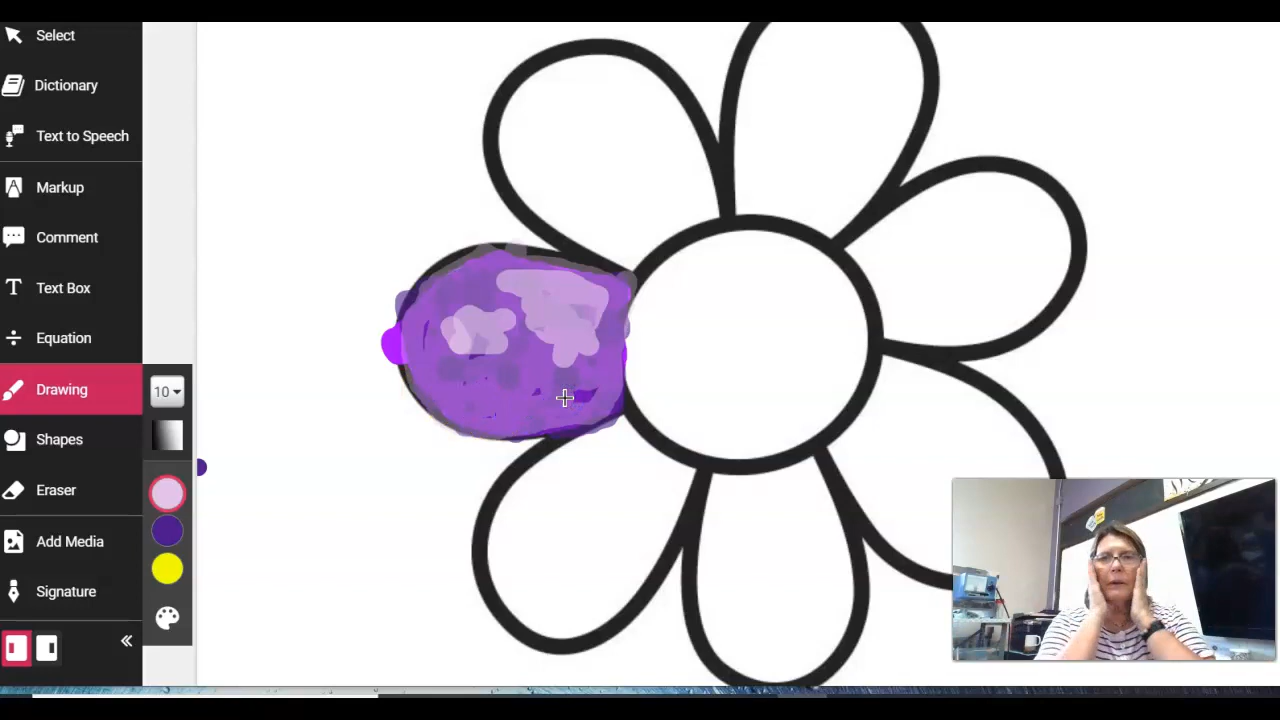 Select
Dictionary
Text to Speech
Markup
Comment
Text Box
Equation
Drawing
10
Shapes
Eraser
Add Media
Signature